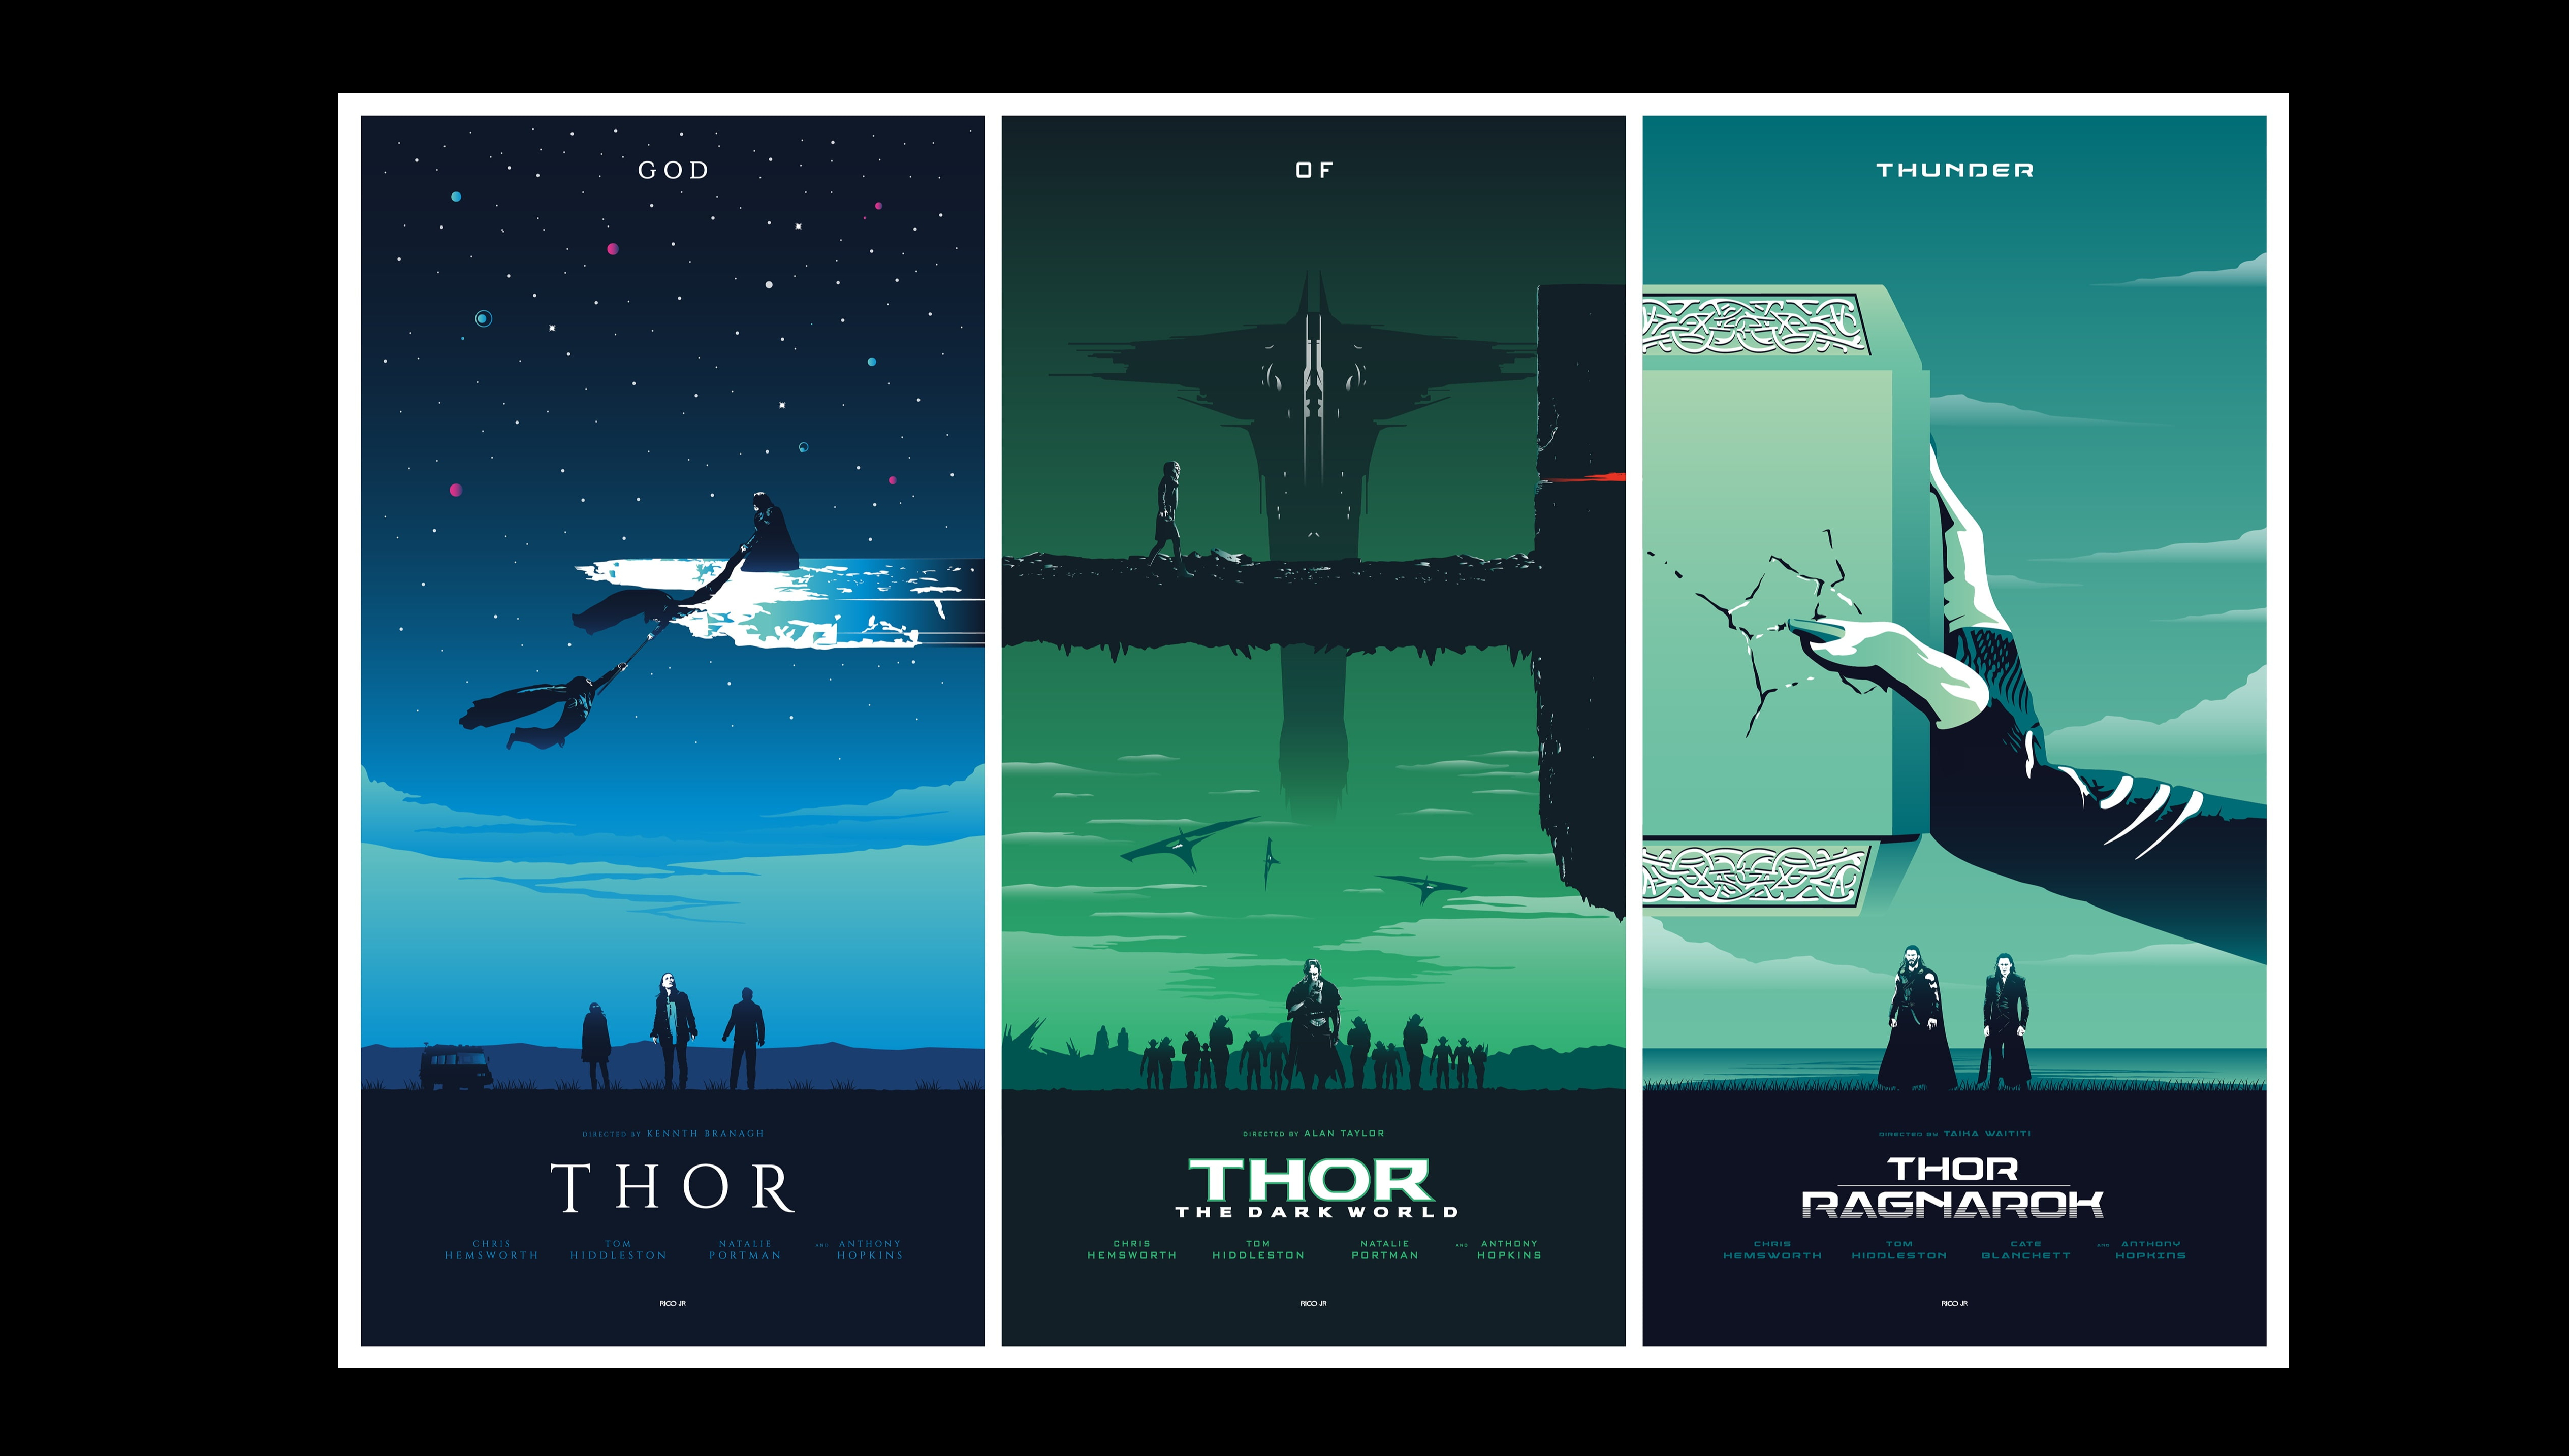 GOD
DIRECTED BY KENNTH BRANAGH
THOR
CHRIS HEMSWORTH
TOM HIDDLESTON
NATALIE PORTMAN
AND ANTHONY HOPKINS
RICO JR
OF
DIRECTED BY ALAN TAYLOR
THOR
THE DARK WORLD
CHRIS HEMSWORTH
TOM HIDDLESTON
NATALIE PORTMAN
AND ANTHONY HOPKINS
RICO JR
THUNDER
DIRECTED BY TAIKA WAITITI
THOR
RAGNAROK
CHRIS HEMSWORTH
TOM HIDDLESTON
CATE BLANCHETT
AND ANTHONY HOPKINS
RICO JR